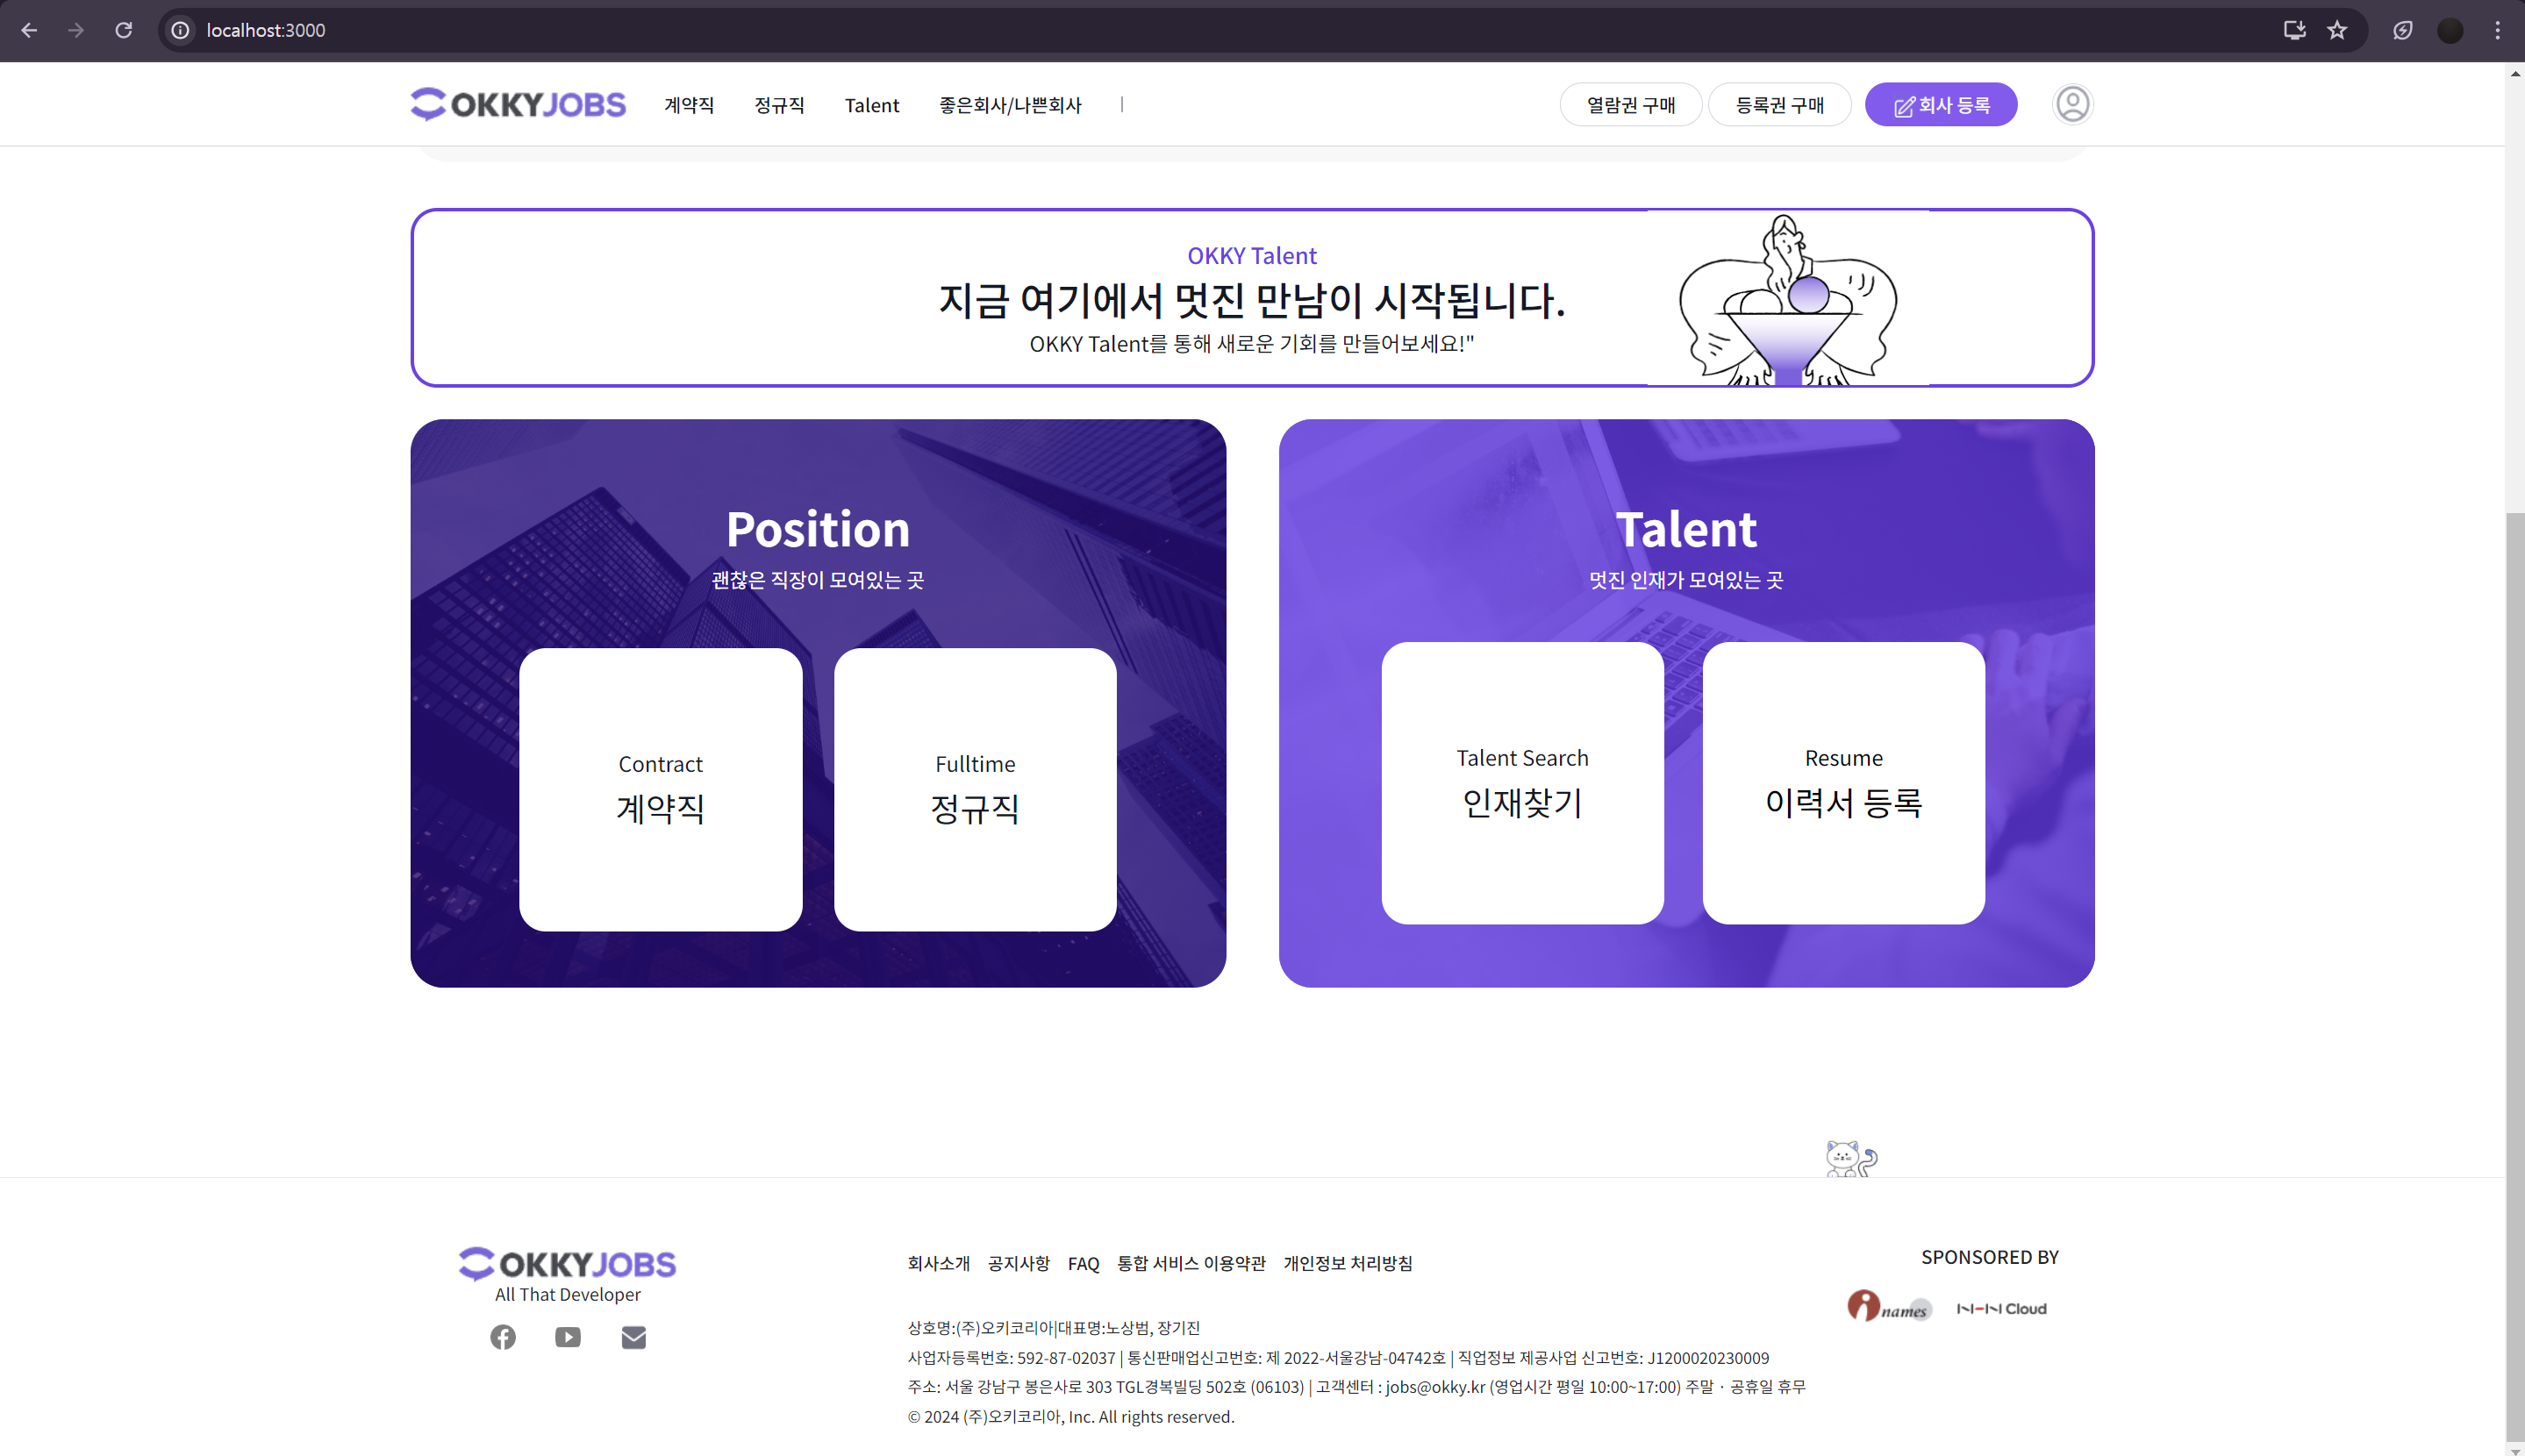 localhost:3000
OKKYJOBS 계약직 정규직 Talent 좋은회사/나쁜회사 | 열람권 구매 등록권 구매 회사 등록
OKKY Talent
지금 여기에서 멋진 만남이 시작됩니다.
OKKY Talent를 통해 새로운 기회를 만들어보세요!"
Position
괜찮은 직장이 모여있는 곳
Contract
계약직
Fulltime
정규직
Talent
멋진 인재가 모여있는 곳
Talent Search
인재찾기
Resume
이력서 등록
OKKYJOBS
All That Developer
회사소개 공지사항 FAQ 통합 서비스 이용약관 개인정보 처리방침
상호명:(주)오키코리아|대표명:노상범, 장기진
사업자등록번호: 592-87-02037 | 통신판매업신고번호: 제 2022-서울강남-04742호 | 직업정보 제공사업 신고번호: J1200020230009
주소: 서울 강남구 봉은사로 303 TGL경복빌딩 502호 (06103) | 고객센터 : jobs@okky.kr (영업시간 평일 10:00~17:00) 주말 · 공휴일 휴무
© 2024 (주)오키코리아, Inc. All rights reserved.
SPONSORED BY
inames NHN Cloud